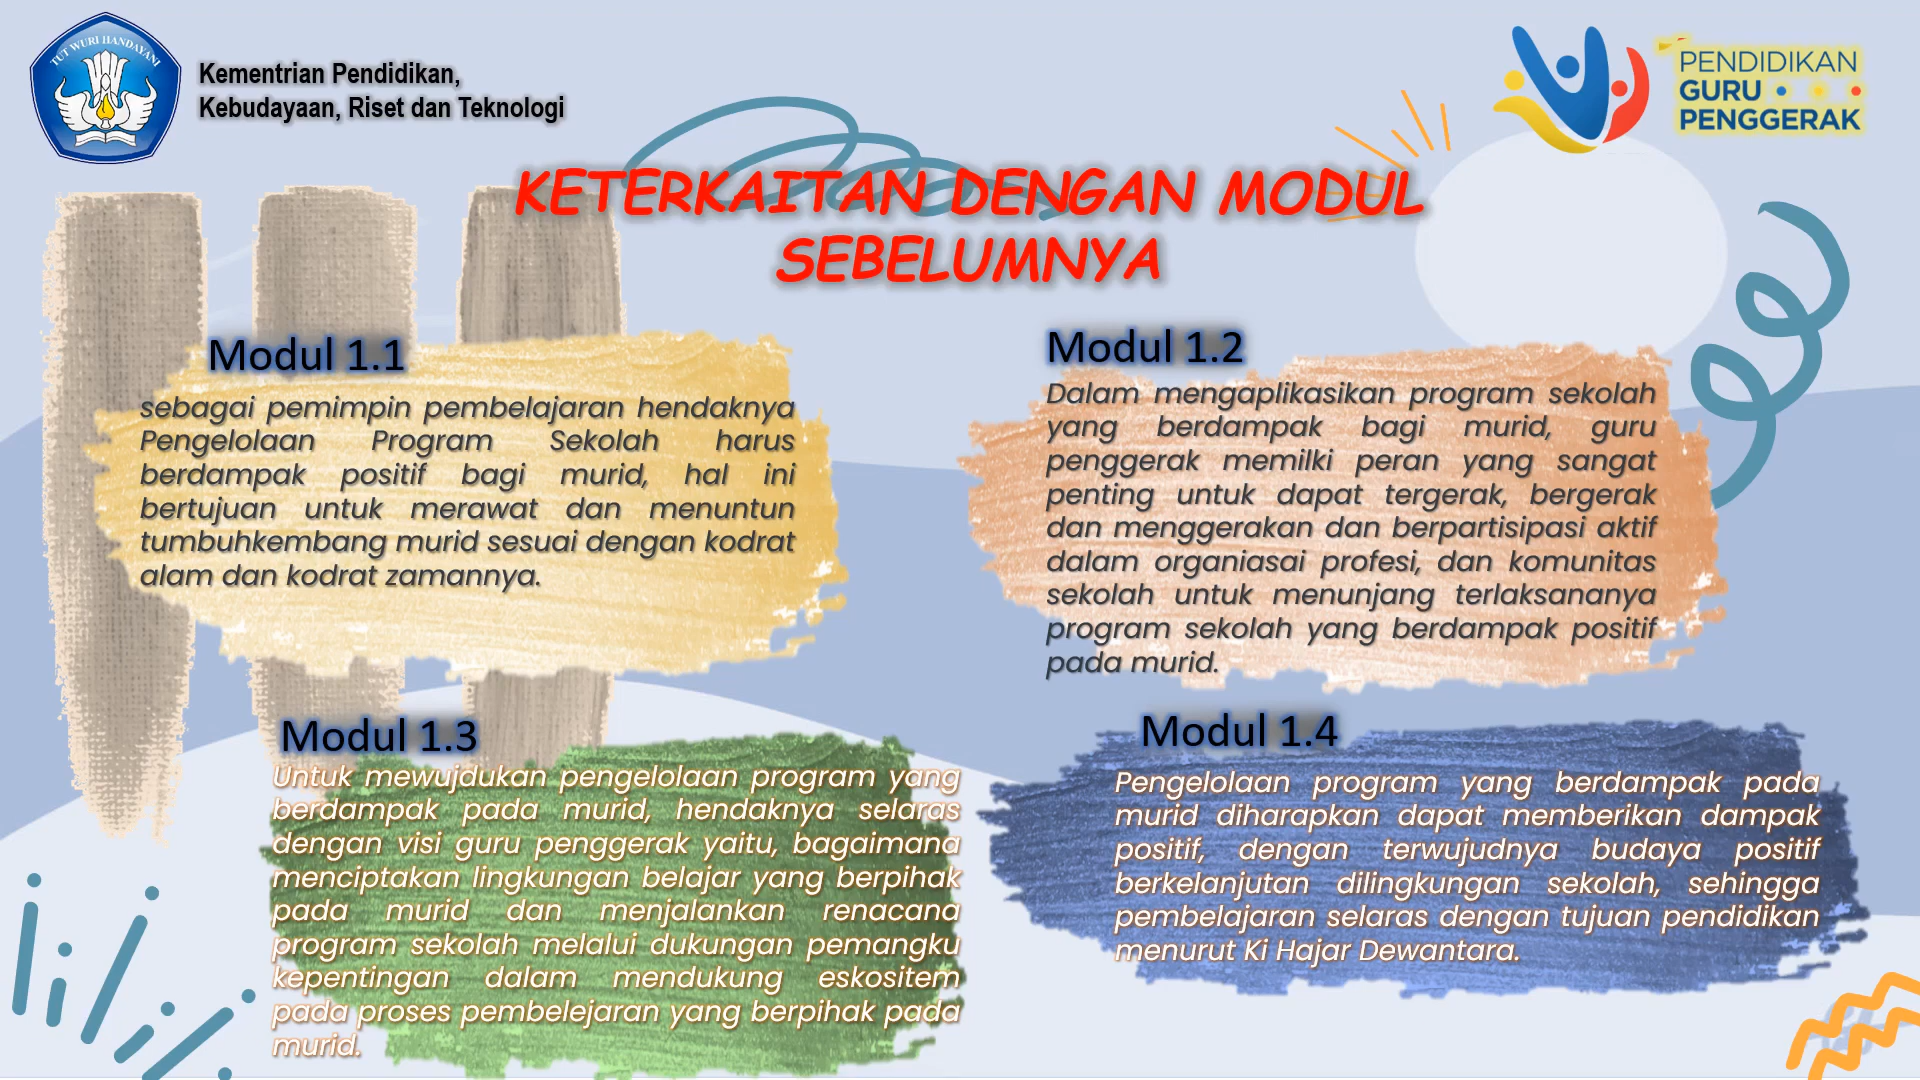 TUT WURI HANDAYANI
Kementrian Pendidikan,
Kebudayaan, Riset dan Teknologi
PENDIDIKAN
GURU
PENGGERAK
KETERKAITAN DENGAN MODUL
SEBELUMNYA
Modul 1.1
sebagai pemimpin pembelajaran hendaknya
Pengelolaan Program Sekolah harus
berdampak positif bagi murid, hal ini
bertujuan untuk merawat dan menuntun
tumbuhkembang murid sesuai dengan kodrat
alam dan kodrat zamannya.
Modul 1.2
Dalam mengaplikasikan program sekolah
yang berdampak bagi murid, guru
penggerak memilki peran yang sangat
penting untuk dapat tergerak, bergerak
dan menggerakan dan berpartisipasi aktif
dalam organiasai profesi, dan komunitas
sekolah untuk menunjang terlaksananya
program sekolah yang berdampak positif
pada murid.
Modul 1.3
Untuk mewujdukan pengelolaan program yang
berdampak pada murid, hendaknya selaras
dengan visi guru penggerak yaitu, bagaimana
menciptakan lingkungan belajar yang berpihak
pada murid dan menjalankan renacana
program sekolah melalui dukungan pemangku
kepentingan dalam mendukung eskositem
pada proses pembelejaran yang berpihak pada
murid.
Modul 1.4
Pengelolaan program yang berdampak pada
murid diharapkan dapat memberikan dampak
positif, dengan terwujudnya budaya positif
berkelanjutan dilingkungan sekolah, sehingga
pembelajaran selaras dengan tujuan pendidikan
menurut Ki Hajar Dewantara.